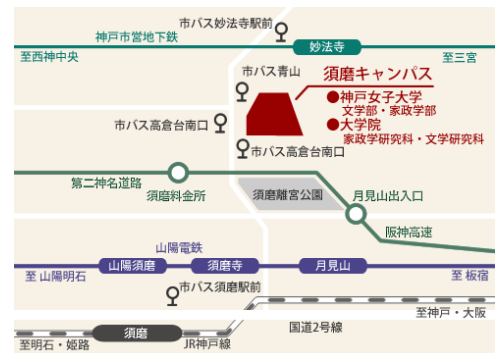 市バス妙法寺駅前
神戸市営地下鉄
妙法寺
至西神中央
至三宮
市バス青山
須磨キャンパス
●神戸女子大学
文学部・家政学部
●大学院
家政学研究科・文学研究科
市バス高倉台南口
市バス高倉台南口
第二神名道路
須磨料金所
須磨離宮公園
月見山出入口
阪神高速
山陽電鉄
山陽須磨
須磨寺
月見山
至 山陽明石
至 板宿
市バス須磨駅前
至神戸・大阪
国道2号線
須磨
至明石・姫路
JR神戸線